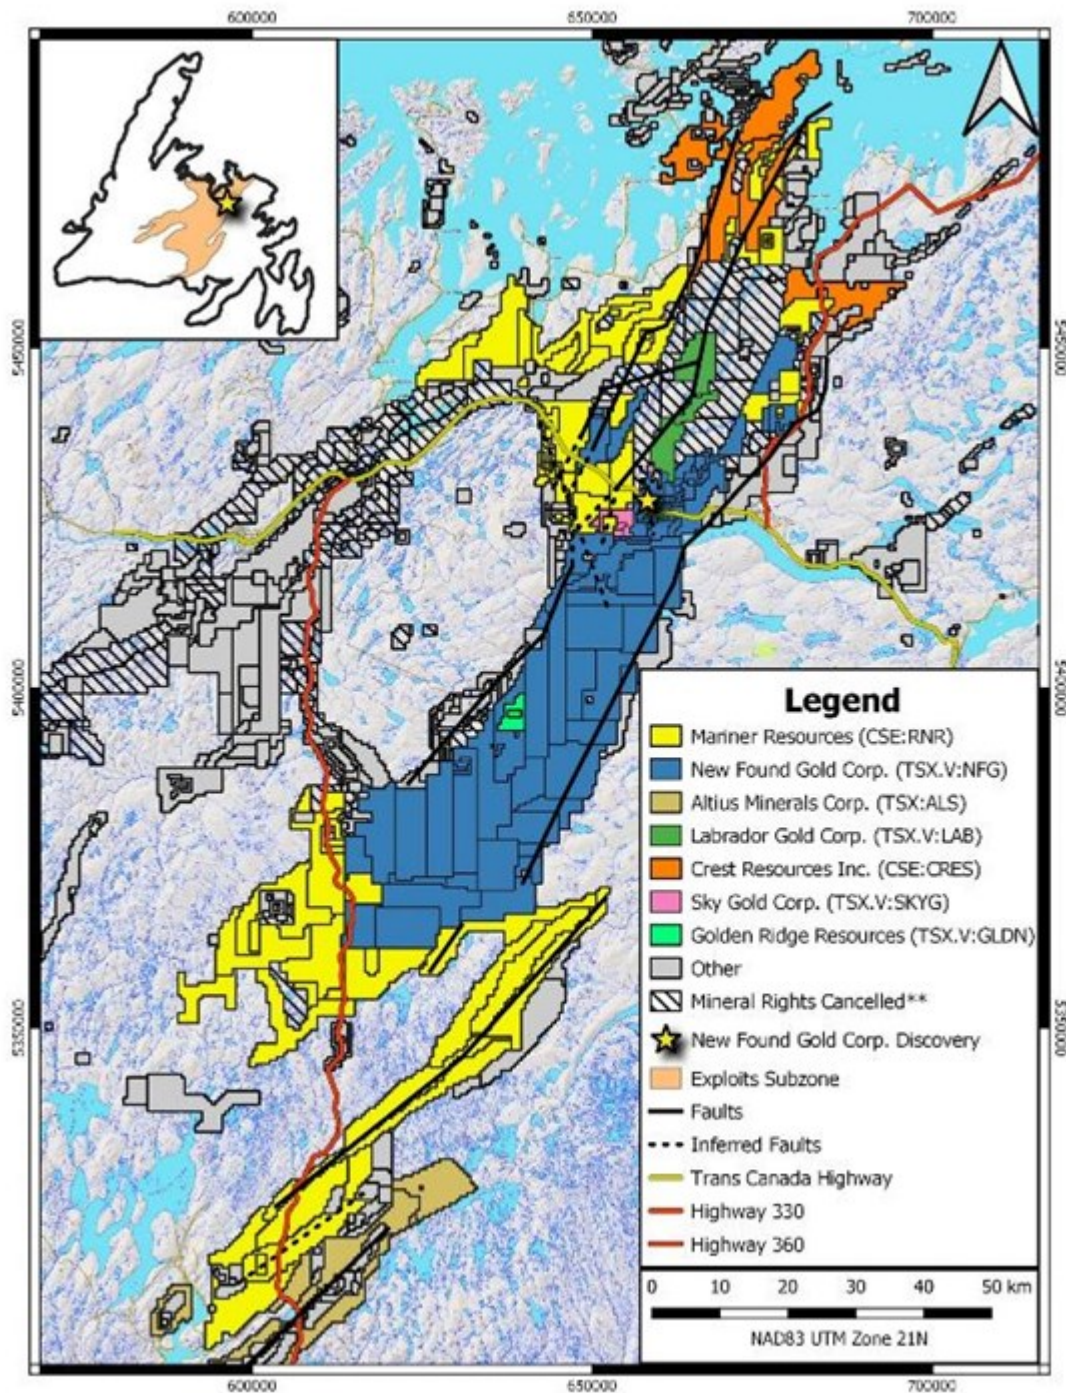 600000 650000 700000
5450000 5450000
5400000 5400000
5350000 5350000
Legend
Mariner Resources (CSE:RNR)
New Found Gold Corp. (TSX.V:NFG)
Altius Minerals Corp. (TSX:ALS)
Labrador Gold Corp. (TSX.V:LAB)
Crest Resources Inc. (CSE:CRES)
Sky Gold Corp. (TSX.V:SKYG)
Golden Ridge Resources (TSX.V:GLDN)
Other
Mineral Rights Cancelled**
New Found Gold Corp. Discovery
Exploits Subzone
Faults
Inferred Faults
Trans Canada Highway
Highway 330
Highway 360
0 10 20 30 40 50 km
NAD83 UTM Zone 21N
600000 650000 700000